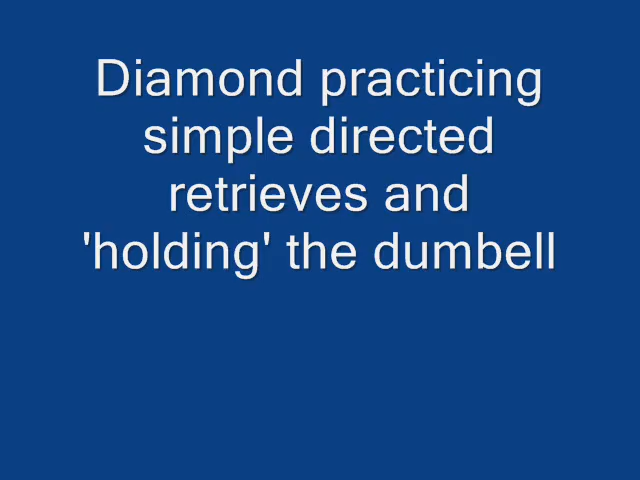 Diamond practicing
simple directed
retrieves and
'holding' the dumbell